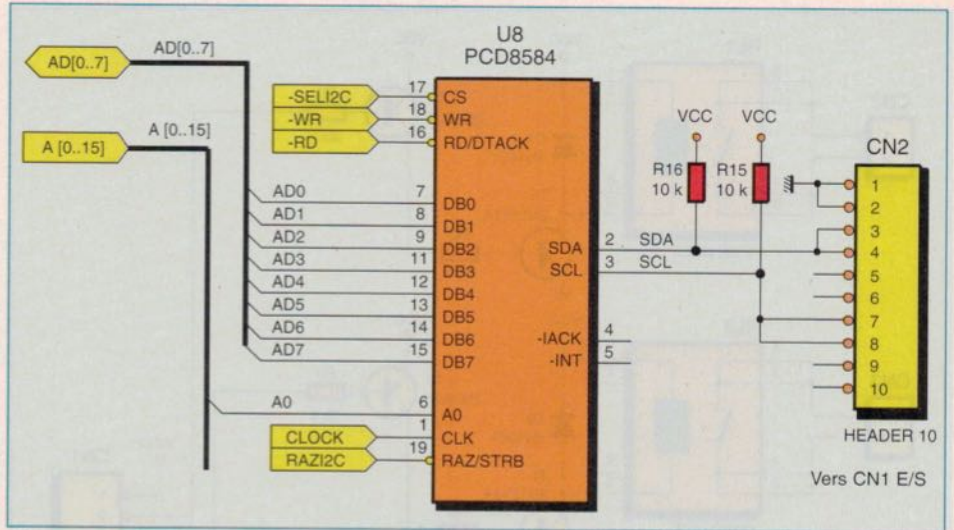 U8
PCD8584
AD[0..7]
AD[0..7]
A [0..15]
A [0..15]
-SELI2C
17
CS
-WR
18
WR
-RD
16
RD/DTACK
AD0
7
DB0
AD1
8
DB1
AD2
9
DB2
AD3
11
DB3
AD4
12
DB4
AD5
13
DB5
AD6
14
DB6
AD7
15
DB7
A0
6
A0
CLOCK
1
CLK
RAZI2C
19
RAZ/STRB
SDA
2
SDA
SCL
3
SCL
-IACK
4
-INT
5
VCC
VCC
R16
10 k
R15
10 k
CN2
1
2
3
4
5
6
7
8
9
10
HEADER 10
Vers CN1 E/S